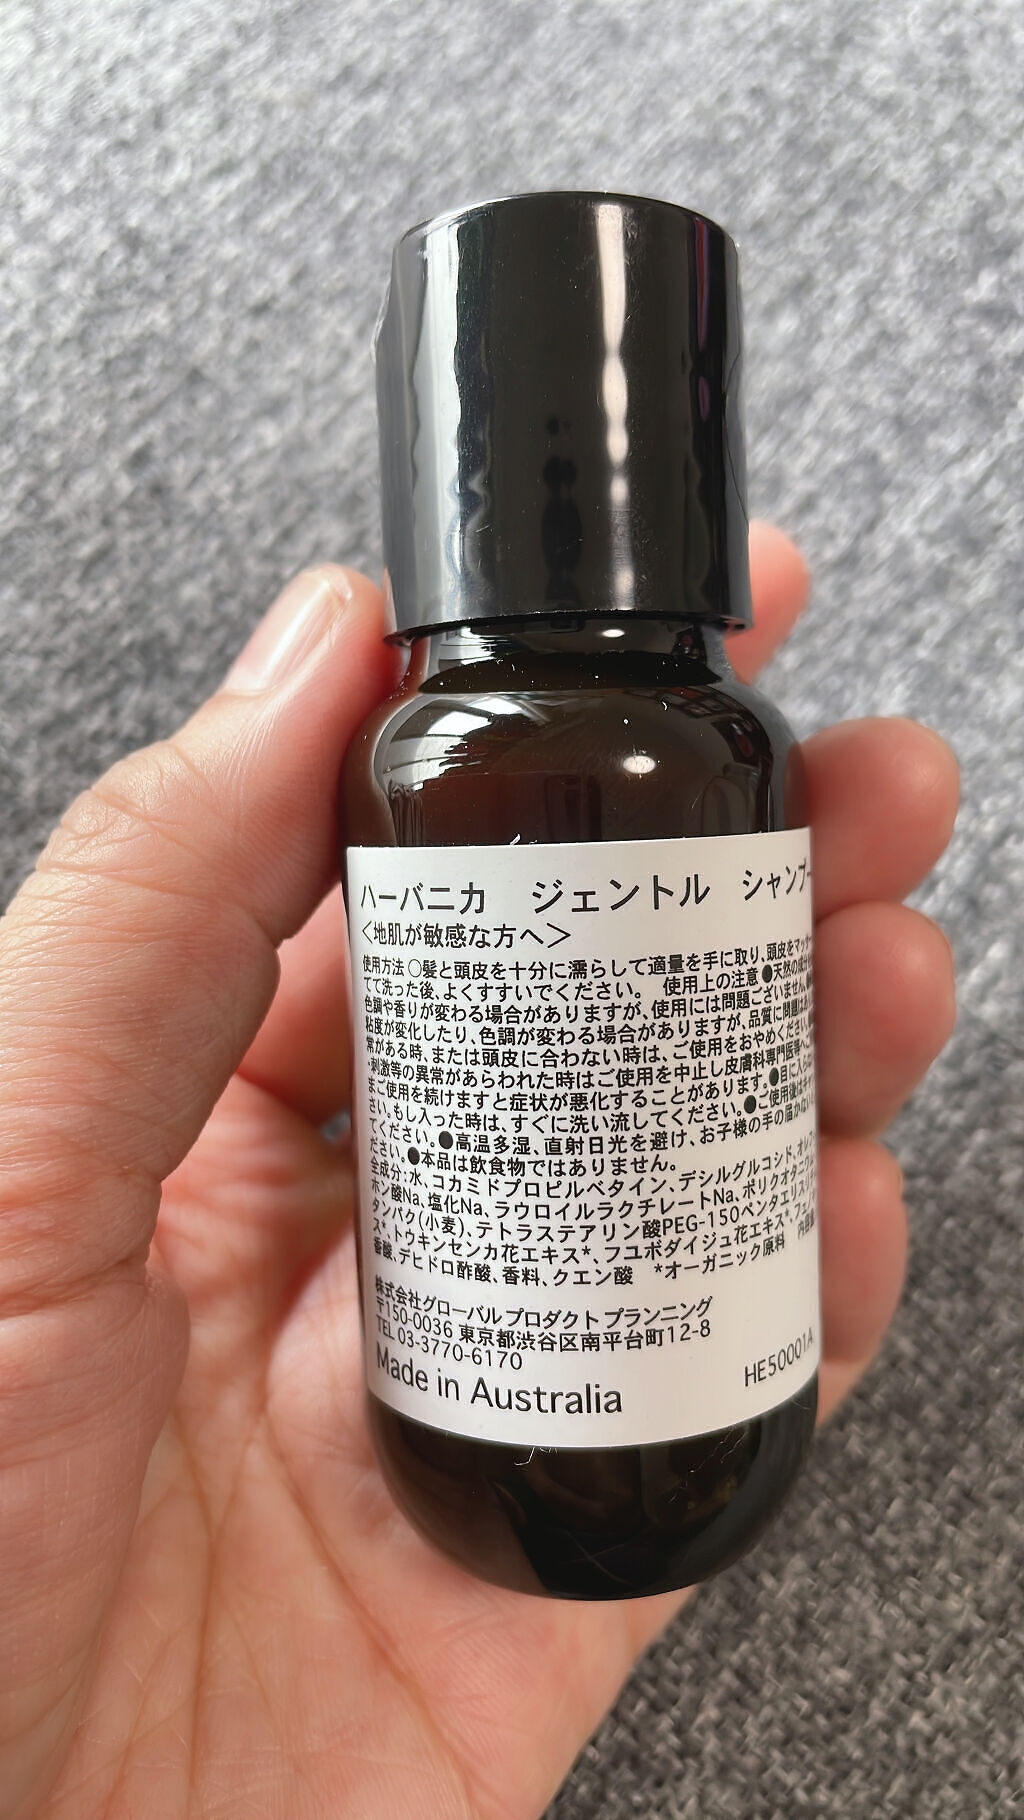 ハーバニカ ジェントル シャンプー
<地肌が敏感な方へ>
使用方法 ○髪と頭皮を十分に濡らして適量を手に取り、頭皮をマッサー
てて洗った後、よくすすいでください。 使用上の注意 ●天然の成分
色調や香りが変わる場合がありますが、使用には問題ございません。
粘度が変化したり、色調が変わる場合がありますが、品質に問題は
常がある時、または頭皮に合わない時は、ご使用をおやめください。
・刺激等の異常があらわれた時はご使用を中止し皮膚科専門医等へ
まご使用を続けますと症状が悪化することがあります。●目に入ら
さい。もし入った時は、すぐに洗い流してください。●ご使用後はキャ
てください。●高温多湿、直射日光を避け、お子様の手の届かない
ださい。●本品は飲食物ではありません。
全成分:水、コカミドプロピルベタイン、デシルグルコシド、オレフィ
ホン酸Na、塩化Na、ラウロイルラクチレートNa、ポリクオタニウム
タンパク(小麦)、テトラステアリン酸PEG-150ペンタエリスリ
ス*、トウキンセンカ花エキス*、フユボダイジュ花エキス*、フェ
香酸、デヒドロ酢酸、香料、クエン酸 *オーガニック原料 内容量
株式会社グローバル プロダクト プランニング
〒150-0036 東京都渋谷区南平台町12-8
TEL 03-3770-6170
Made in Australia
HE50001A